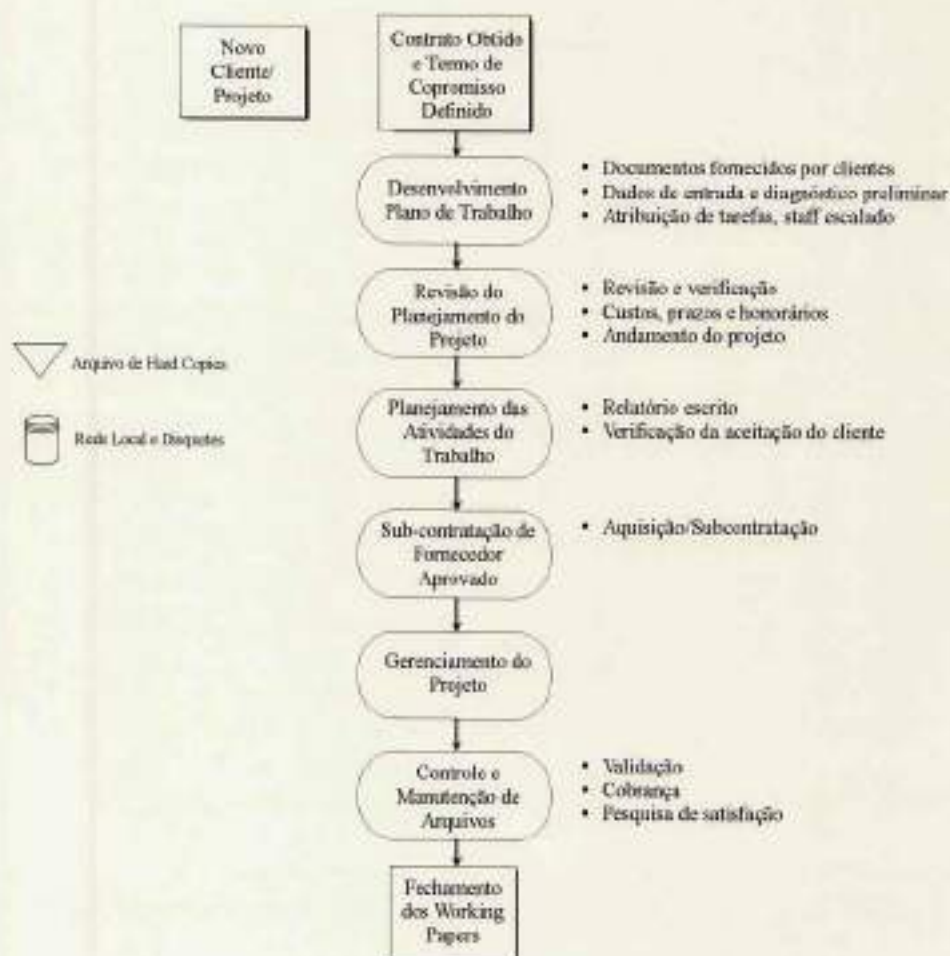 Novo
Cliente/
Projeto
Contrato Obtido
e Termo de
Copromisso
Definido
Desenvolvimento
Plano de Trabalho
• Documentos fornecidos por clientes
• Dados de entrada e diagnóstico preliminar
• Atribuição de tarefas, staff escalado
Revisão do
Planejamento do
Projeto
• Revisão e verificação
• Custos, prazos e honorários
• Andamento do projeto
Arquivo de Hard Copies
Rede Local e Disquetes
Planejamento das
Atividades do
Trabalho
• Relatório escrito
• Verificação da aceitação do cliente
Sub-contratação de
Fornecedor
Aprovado
• Aquisição/Subcontratação
Gerenciamento do
Projeto
Controle e
Manutenção de
Arquivos
• Validação
• Cobrança
• Pesquisa de satisfação
Fechamento
dos Working
Papers